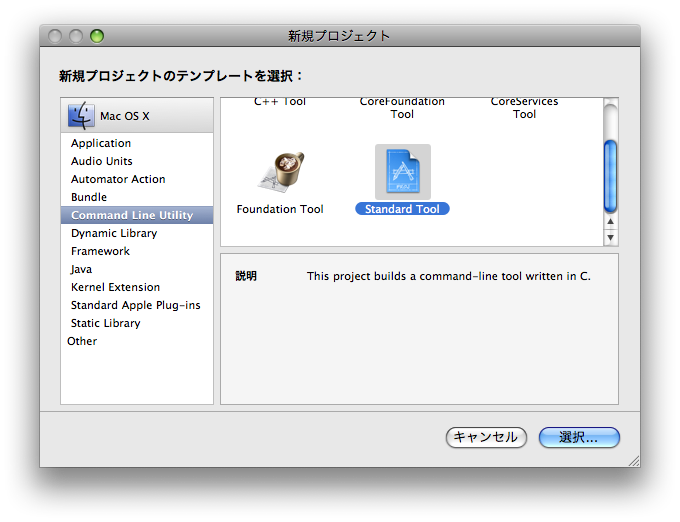 新規プロジェクト
新規プロジェクトのテンプレートを選択：
Mac OS X
Application
Audio Units
Automator Action
Bundle
Command Line Utility
Dynamic Library
Framework
Java
Kernel Extension
Standard Apple Plug-ins
Static Library
Other
C++ Tool
CoreFoundation
Tool
CoreServices
Tool
Foundation Tool
Standard Tool
説明
This project builds a command-line tool written in C.
キャンセル
選択...